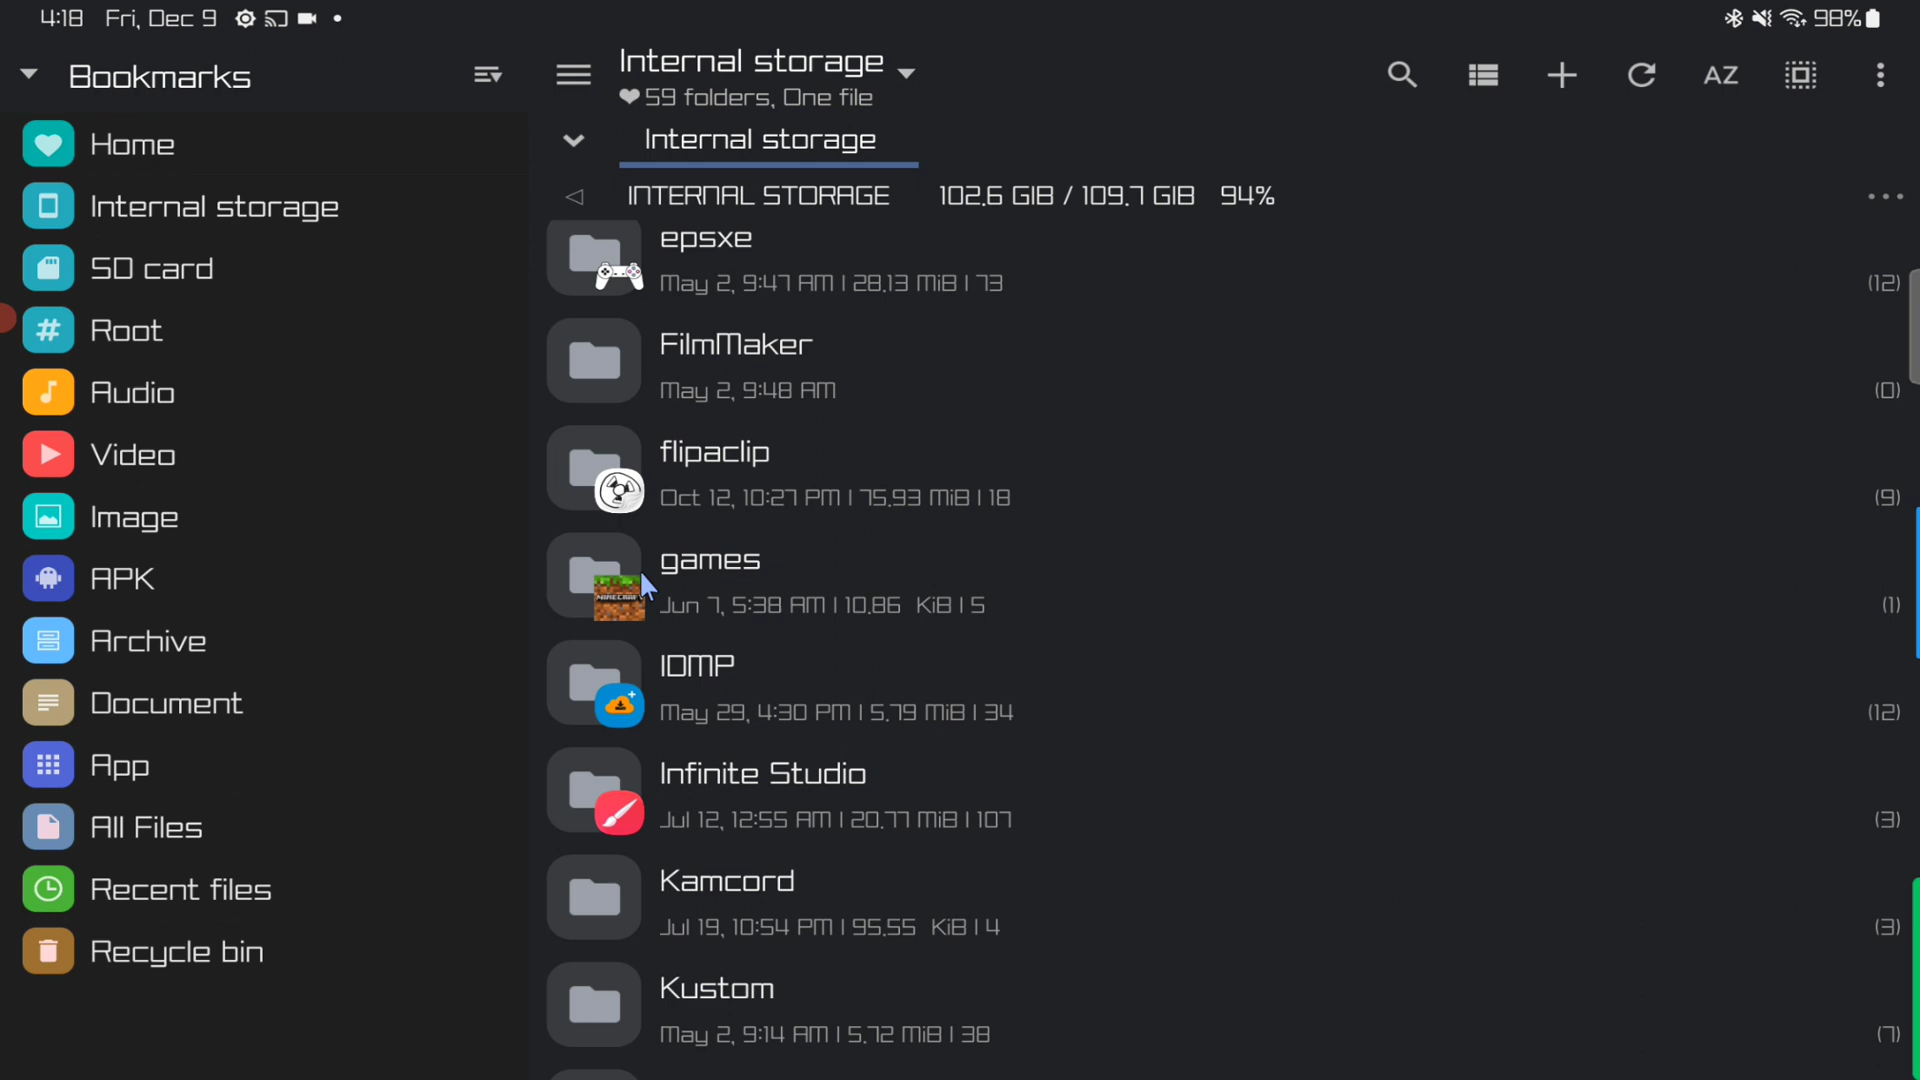 4:18 Fri, Dec 9
98%
Bookmarks
Home
Internal storage
SD card
Root
Audio
Video
Image
APK
Archive
Document
App
All Files
Recent files
Recycle bin
Internal storage
59 folders, One file
AZ
Internal storage
INTERNAL STORAGE 102.6 GIB / 109.7 GIB 94%
epsxe
May 2, 9:47 AM | 28.13 MiB | 73
(12)
FilmMaker
May 2, 9:48 AM
(0)
flipaclip
Oct 12, 10:27 PM | 75.93 MiB | 18
(9)
games
MINECRAFT
Jun 7, 5:38 AM | 10.86 KiB | 5
(1)
IDMP
May 29, 4:30 PM | 5.79 MiB | 34
(12)
Infinite Studio
Jul 12, 12:55 AM | 20.77 MiB | 107
(3)
Kamcord
Jul 19, 10:54 PM | 95.55 KiB | 4
(3)
Kustom
May 2, 9:14 AM | 5.72 MiB | 38
(7)